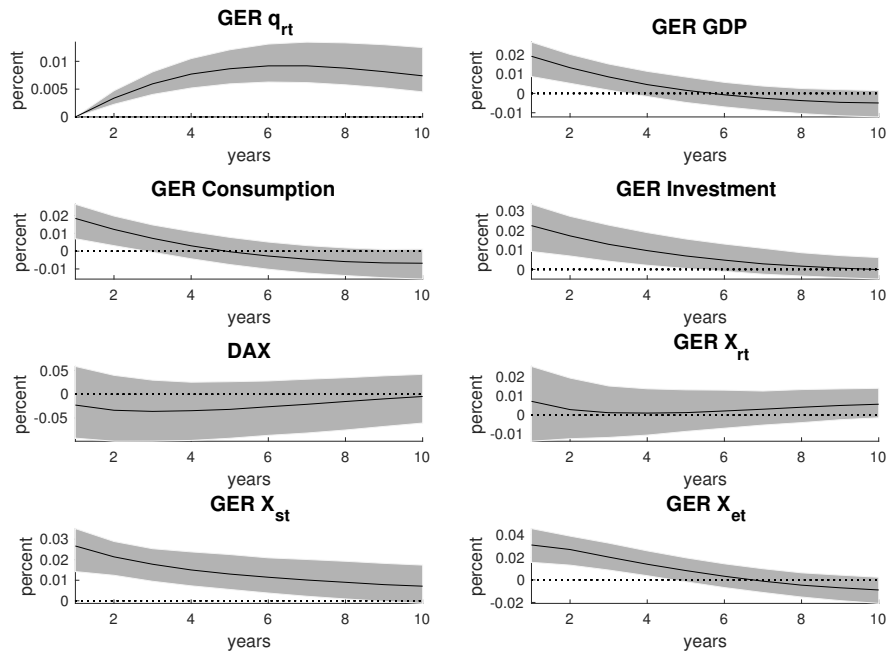 GER q_rt
percent
0.01
0.005
0
2 4 6 8 10
years
GER GDP
percent
0.02
0.01
0
-0.01
2 4 6 8 10
years
GER Consumption
percent
0.02
0.01
0
-0.01
2 4 6 8 10
years
GER Investment
percent
0.03
0.02
0.01
0
2 4 6 8 10
years
DAX
percent
0.05
0
-0.05
2 4 6 8 10
years
GER X_rt
percent
0.02
0.01
0
-0.01
2 4 6 8 10
years
GER X_st
percent
0.03
0.02
0.01
0
2 4 6 8 10
years
GER X_et
percent
0.04
0.02
0
-0.02
2 4 6 8 10
years